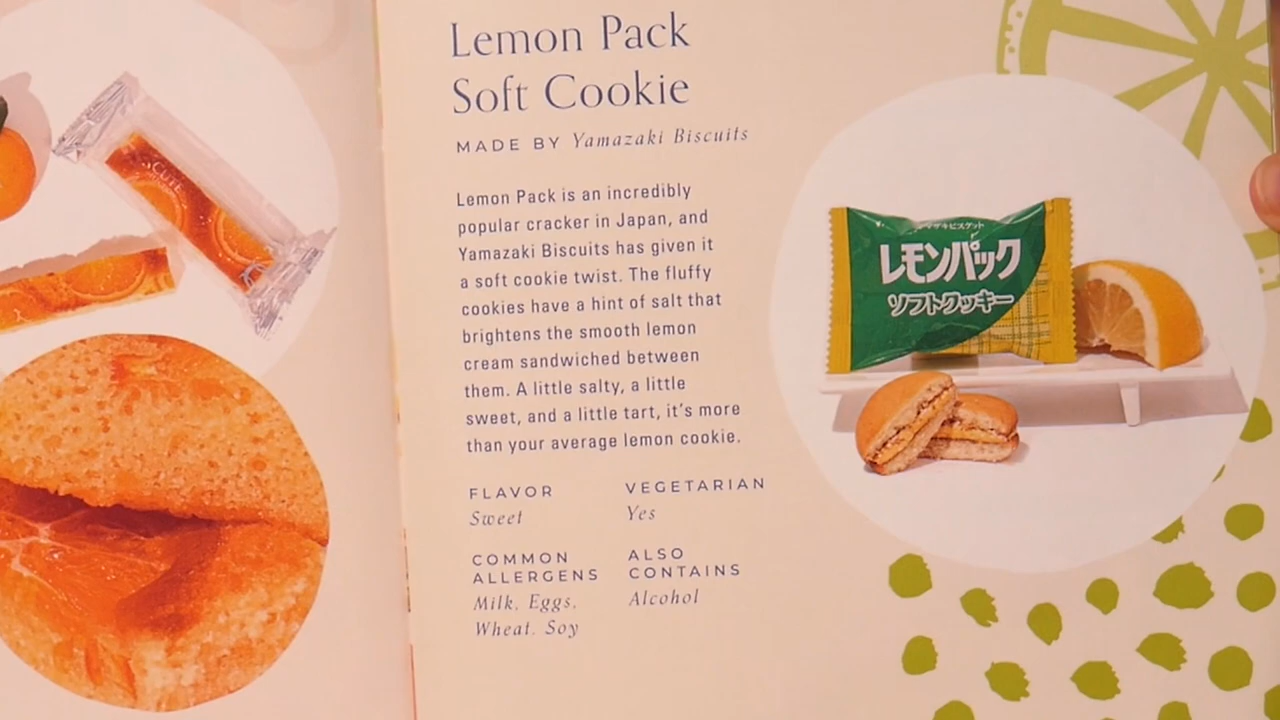 Lemon Pack
Soft Cookie
MADE BY Yamazaki Biscuits
Lemon Pack is an incredibly
popular cracker in Japan, and
Yamazaki Biscuits has given it
a soft cookie twist. The fluffy
cookies have a hint of salt that
brightens the smooth lemon
cream sandwiched between
them. A little salty, a little
sweet, and a little tart, it's more
than your average lemon cookie.
FLAVOR
Sweet
VEGETARIAN
Yes
COMMON
ALLERGENS
Milk, Eggs,
Wheat, Soy
ALSO
CONTAINS
Alcohol
レモンパック
ソフトクッキー